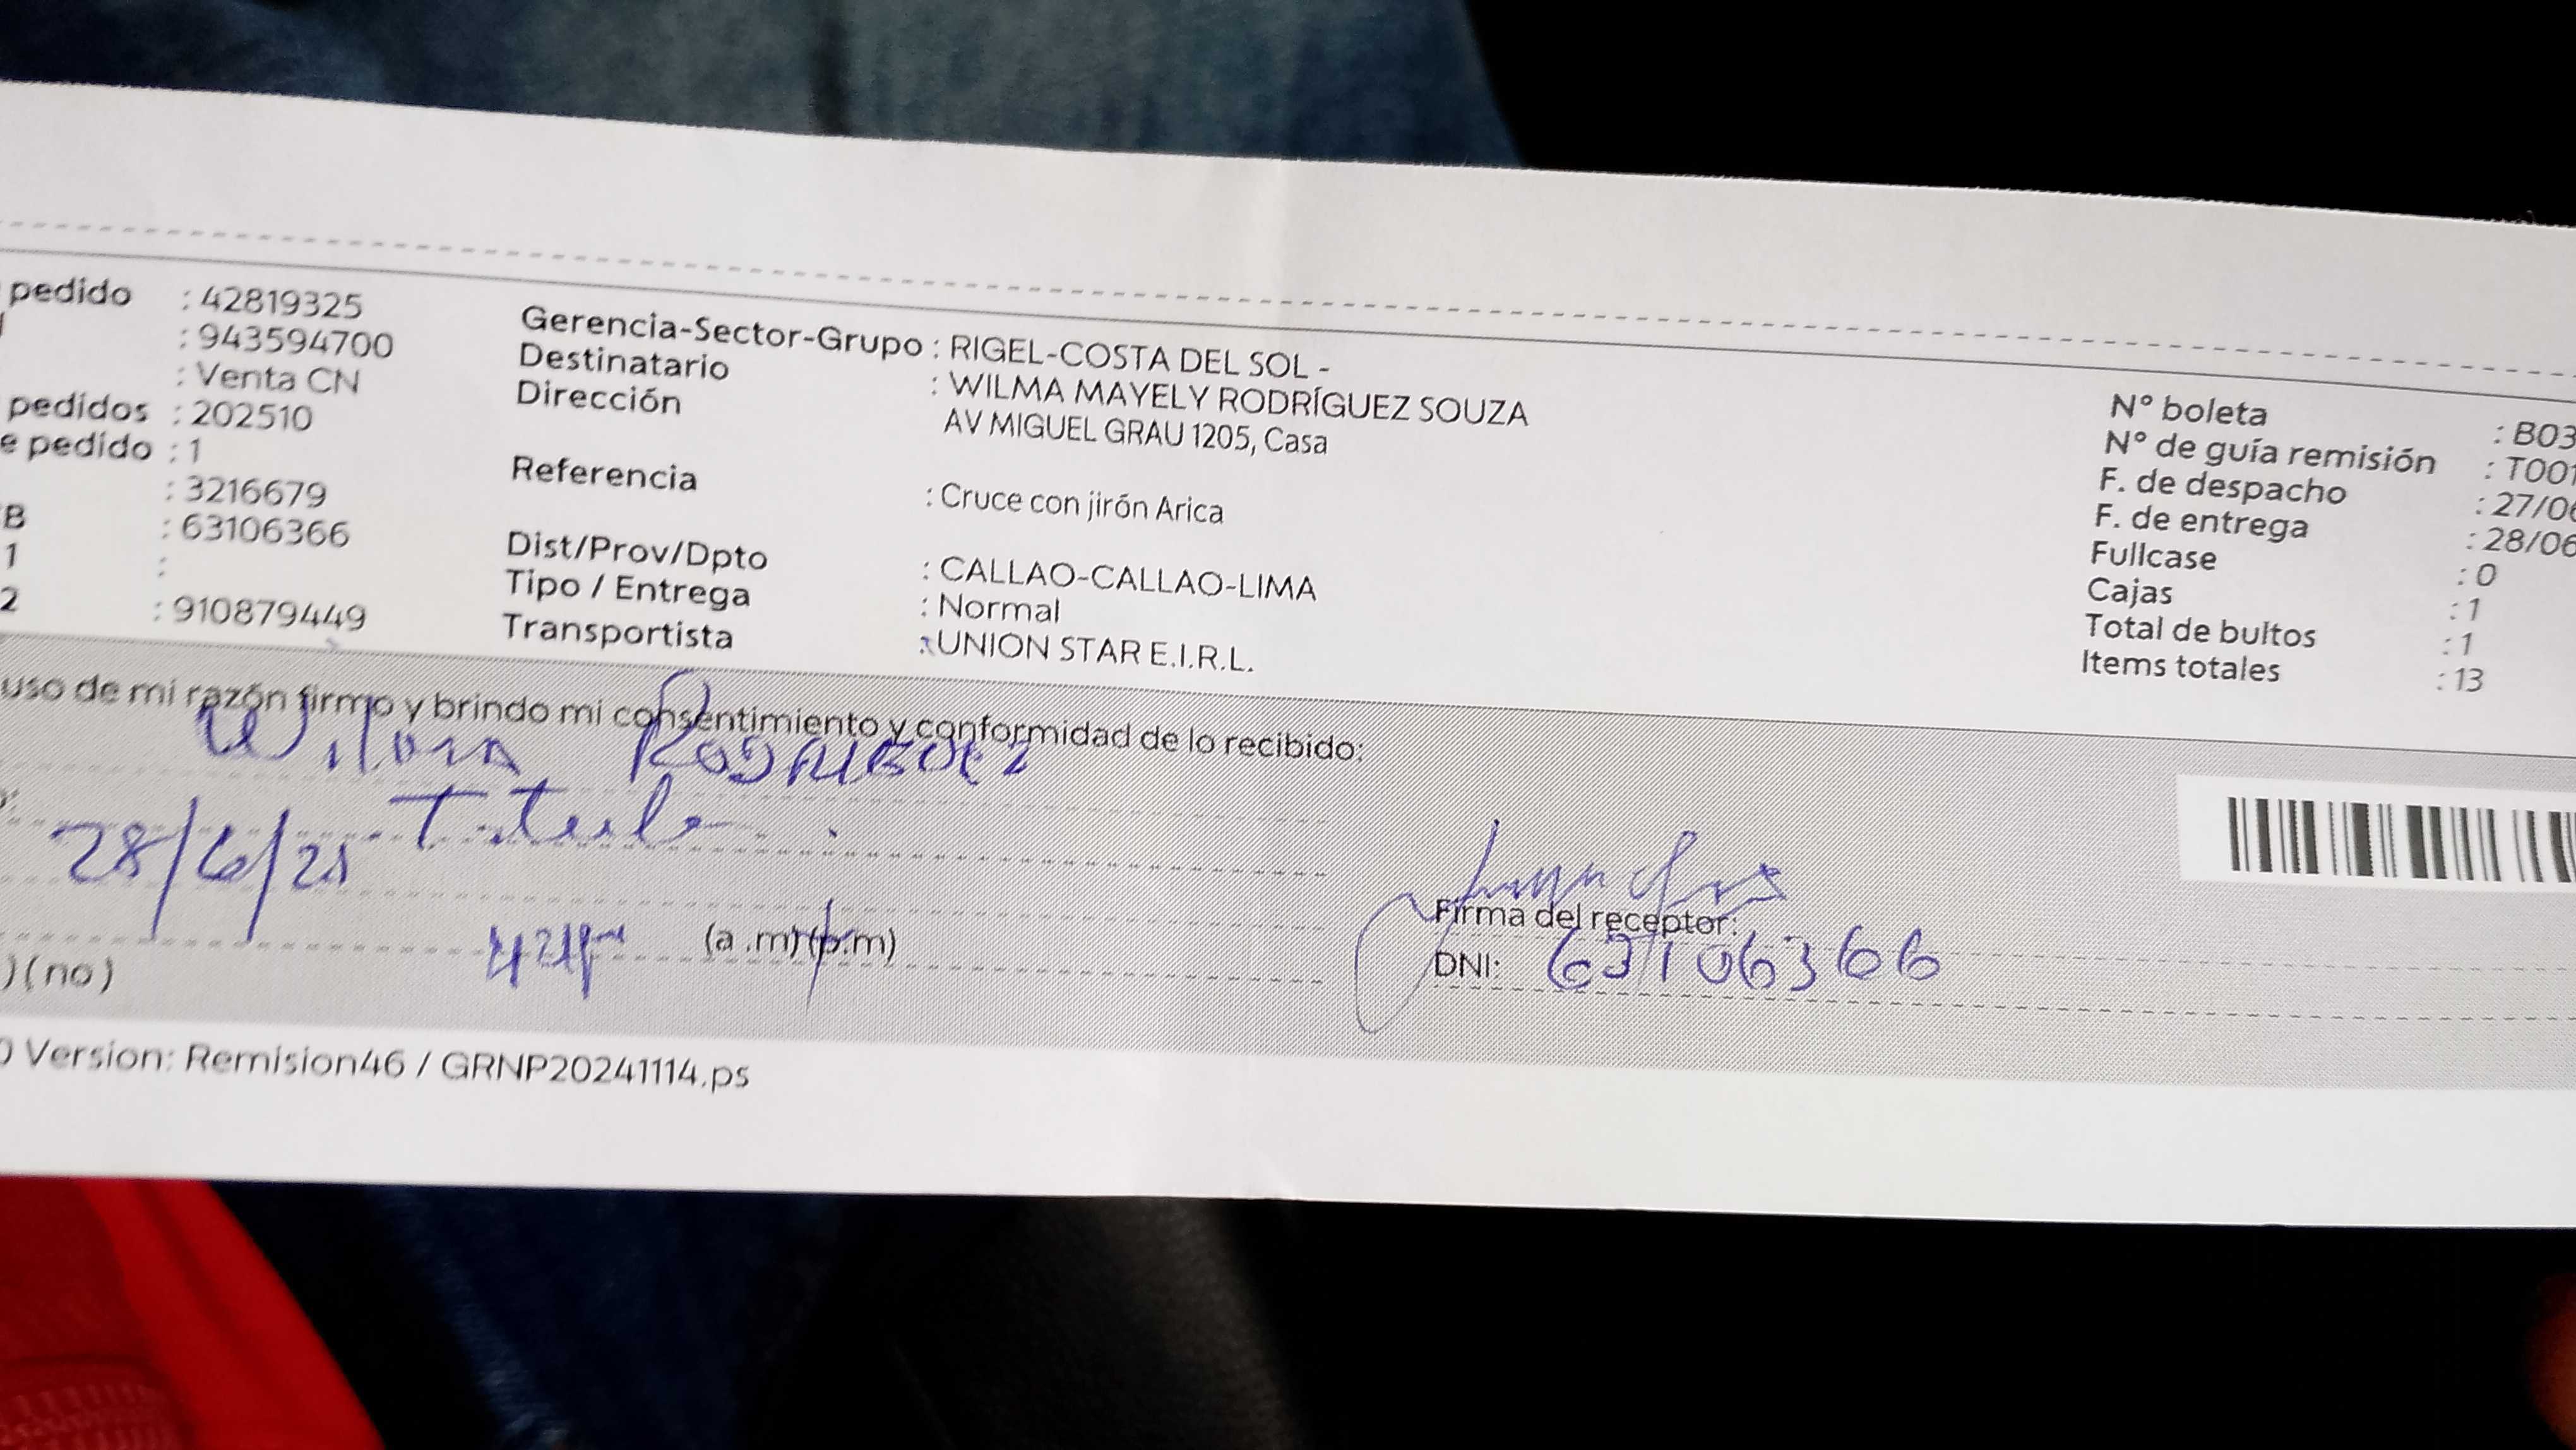 pedido : 42819325
: 943594700
: Venta CN
pedidos : 202510
e pedido : 1
: 3216679
B : 63106366
1 :
2 : 910879449
Gerencia-Sector-Grupo : RIGEL-COSTA DEL SOL -
Destinatario : WILMA MAYELY RODRÍGUEZ SOUZA
Dirección AV MIGUEL GRAU 1205, Casa
Referencia : Cruce con jirón Arica
Dist/Prov/Dpto : CALLAO-CALLAO-LIMA
Tipo / Entrega : Normal
Transportista : UNION STAR E.I.R.L.
N° boleta : B03
N° de guía remisión : T001
F. de despacho : 27/06
F. de entrega : 28/06
Fullcase : 0
Cajas : 1
Total de bultos : 1
Items totales : 13
uso de mi razón firmo y brindo mi consentimiento y conformidad de lo recibido:
Wilma Rodriguez
28/6/25
(a .m) (p.m)
) ( no )
Firma del receptor:
DNI: 63106366
) Version: Remision46 / GRNP20241114.ps